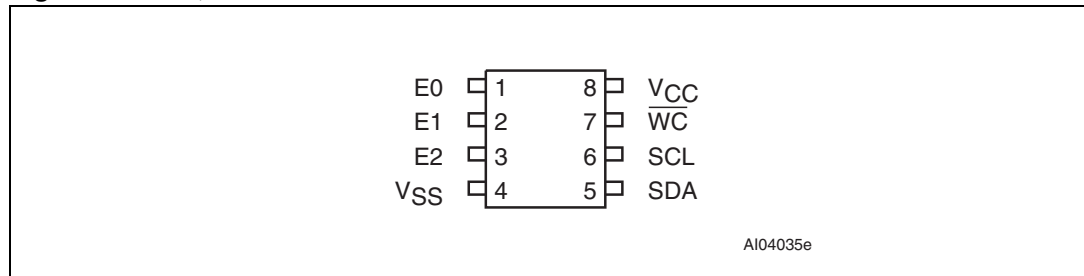 E0 1 8 VCC
E1 2 7 WC
E2 3 6 SCL
VSS 4 5 SDA
AI04035e